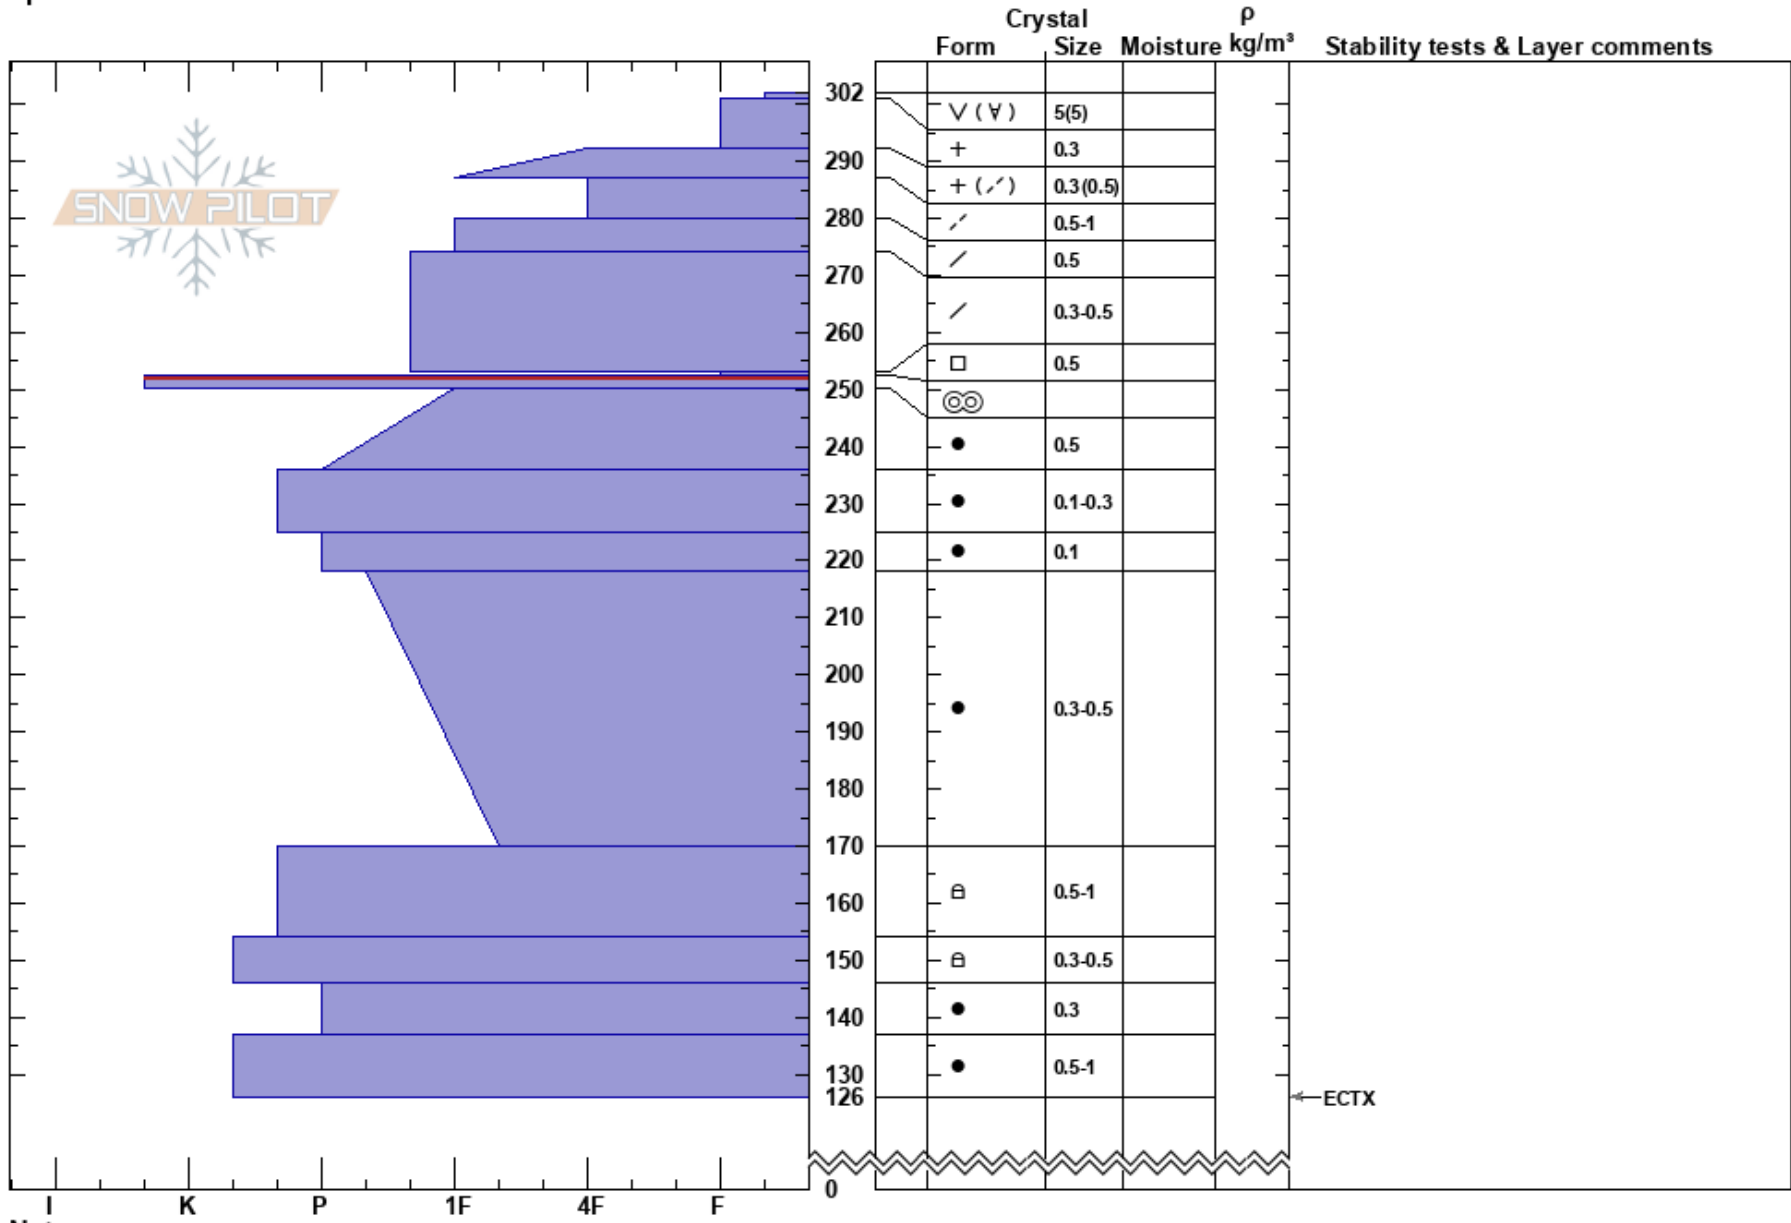 Crystal ρ
Form Size Moisture kg/m³ Stability tests & Layer comments
SNOW PILOT
302
V ( ∀ ) 5(5)
+ 0.3
290
+ ( ⟋ ) 0.3(0.5)
280
0.5-1
/ 0.5
270
/ 0.3-0.5
260
□ 0.5
250
240 ● 0.5
230 ● 0.1-0.3
220 ● 0.1
210
200
190 ● 0.3-0.5
180
170
160 0.5-1
150 0.3-0.5
140 ● 0.3
130 ● 0.5-1
126 ECTX
0
I K P 1F 4F F